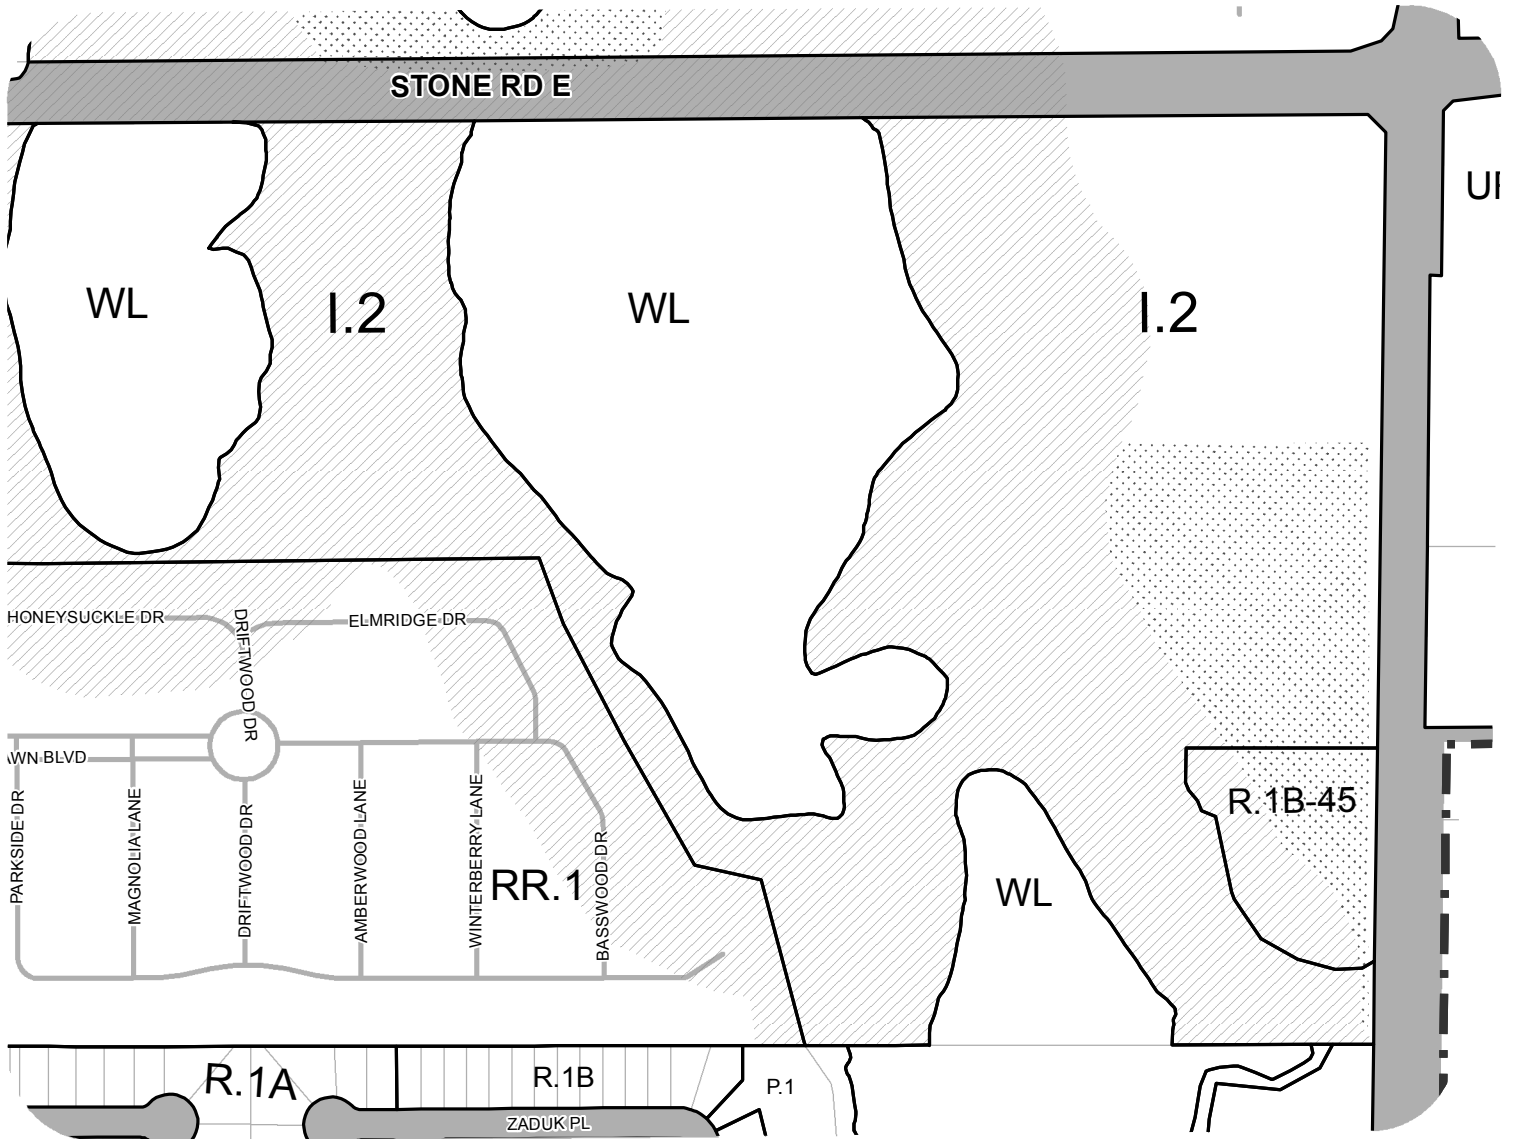 STONE RD E
WL
I.2
WL
I.2
HONEYSUCKLE DR
DRIFTWOOD DR
ELMRIDGE DR
BLVD
PARKSIDE DR
MAGNOLIA LANE
DRIFTWOOD DR
AMBERWOOD LANE
WINTERBERRY LANE
RR.1
BASSWOOD DR
R.1B-45
WL
R.1A
R.1B
P.1
ZADUK PL